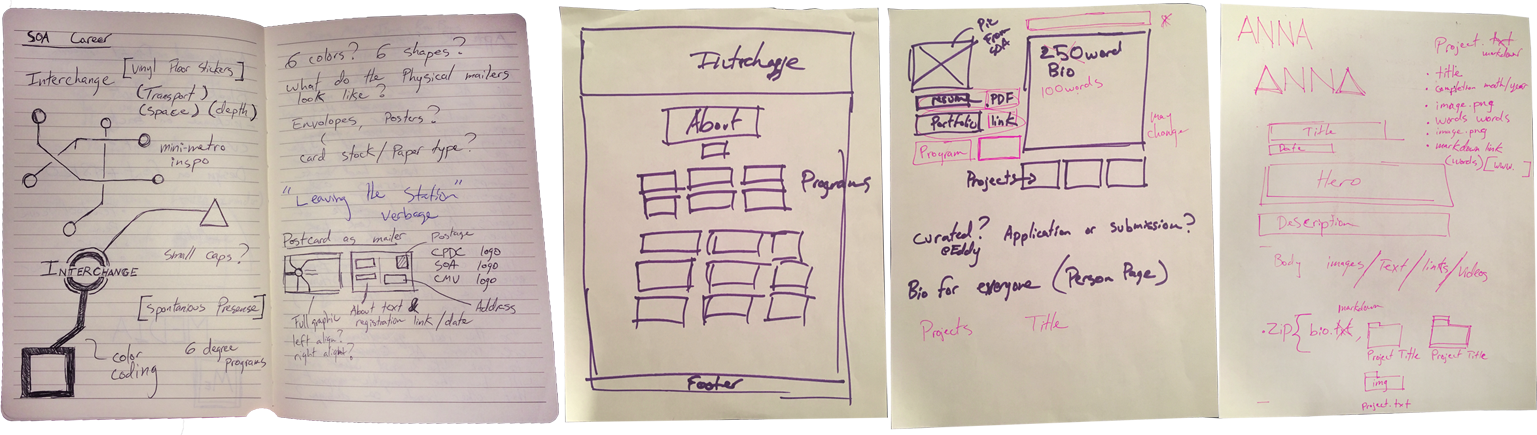 SOA Career
Interchange [Vinyl Floor Stickers]
(Transport)
(space) (depth)
mini-metro
inspo
small caps?
INTERCHANGE
[Spontanious Presense]
color
coding
6 degree
programs
6 colors? 6 shapes?
What do the Physical mailers
look like?
Envolopes, Posters?
card stock/Paper type?
"Leaving the Station"
verbage
Postcard as mailer
Postage
CPDC logo
SOA logo
CMU logo
Address
Full graphic
left align?
right alignt?
About text &
registration link/date
Interchage
About
Programs
Footer
Pic
From
SOA
resum
PDF
Portfolio
link
Program
250 word
Bio
100 words
may
change
Projects
curated? Application or submission?
@Eddy
Bio for everyone (Person Page)
Projects Title
ANNA
ANNA
Project.txt
markdown
• title
• completion month/year
• image.png
• words words
• image.png
• markdown link
(words)[www.]
Title
Date
Hero
Description
Body images/Text/links/Videos
markdown
.zip { bio.txt,
Project Title
Project Title
img
Project.txt